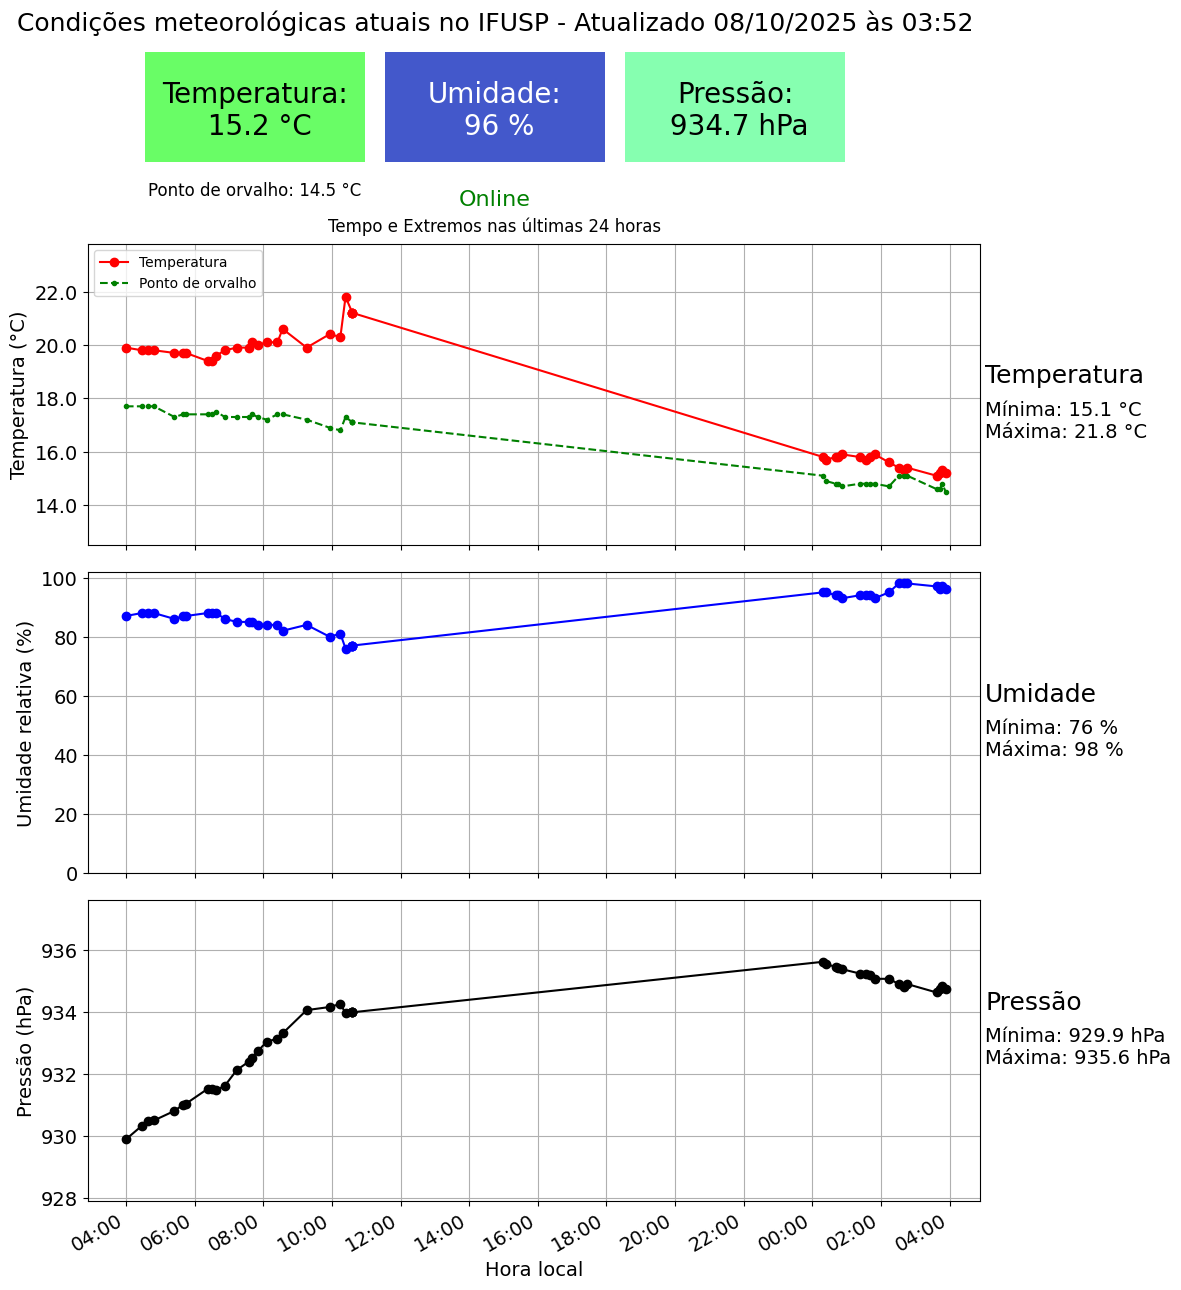 Condições meteorológicas atuais no IFUSP - Atualizado 08/10/2025 às 03:52
Temperatura:
15.2 °C
Umidade:
96 %
Pressão:
934.7 hPa
Ponto de orvalho: 14.5 °C
Online
Tempo e Extremos nas últimas 24 horas
Temperatura
Ponto de orvalho
Temperatura (°C)
22.0
20.0
18.0
16.0
14.0
Temperatura
Mínima: 15.1 °C
Máxima: 21.8 °C
Umidade relativa (%)
100
80
60
40
20
0
Umidade
Mínima: 76 %
Máxima: 98 %
Pressão (hPa)
936
934
932
930
928
Pressão
Mínima: 929.9 hPa
Máxima: 935.6 hPa
04:00 06:00 08:00 10:00 12:00 14:00 16:00 18:00 20:00 22:00 00:00 02:00 04:00
Hora local